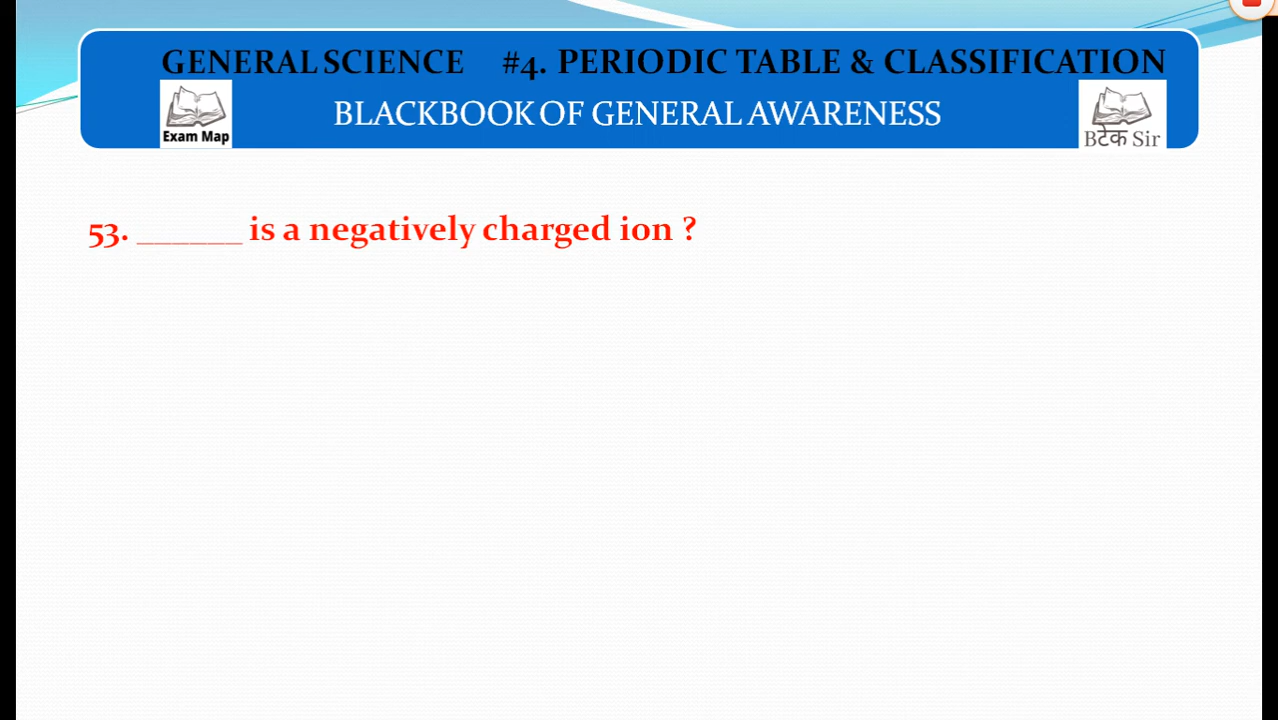 GENERAL SCIENCE #4. PERIODIC TABLE & CLASSIFICATION
BLACKBOOK OF GENERAL AWARENESS
Exam Map
Bटेक Sir
53. ______ is a negatively charged ion ?